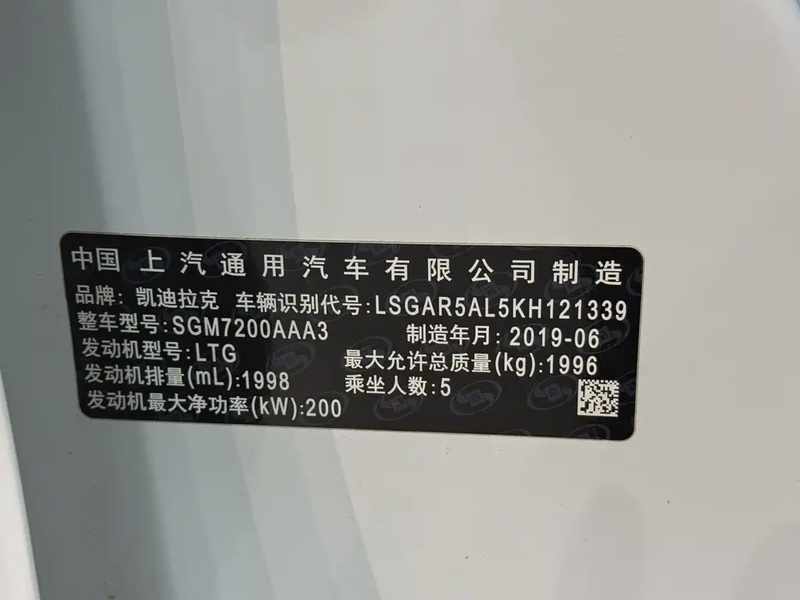 中国 上汽通用汽车有限公司制造
品牌: 凯迪拉克 车辆识别代号:LSGAR5AL5KH121339
整车型号:SGM7200AAA3 制造年月: 2019-06
发动机型号:LTG 最大允许总质量(kg):1996
发动机排量(mL):1998 乘坐人数:5
发动机最大净功率(kW):200